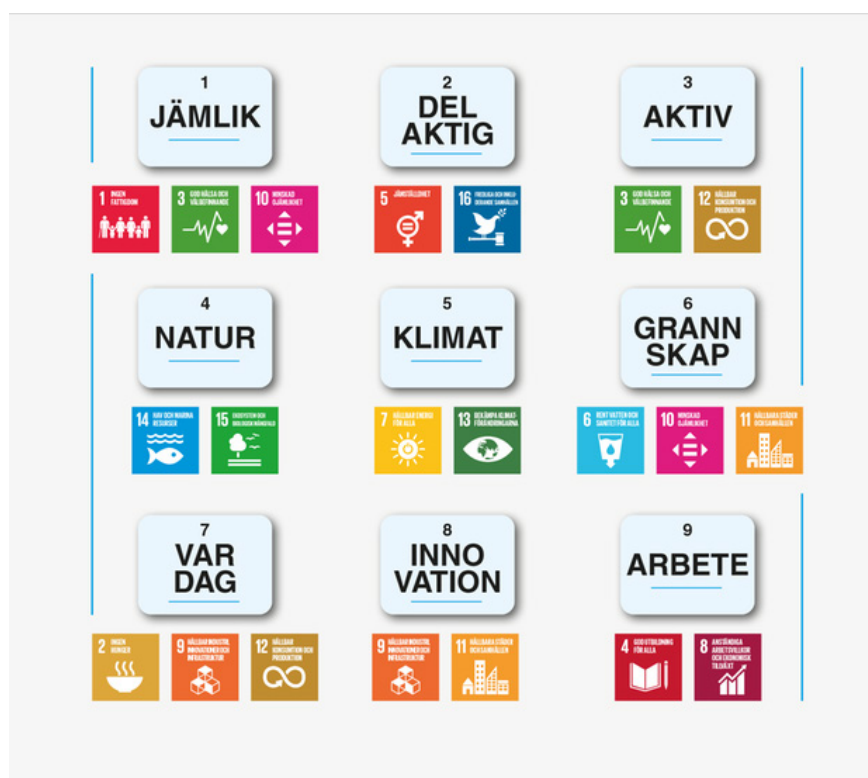 1
JÄMLIK
2
DEL
AKTIG
3
AKTIV
1 INGEN
FATTIGDOM
3 GOD HÄLSA OCH
VÄLBEFINNANDE
10 MINSKAD
OJÄMLIKHET
5 JÄMSTÄLLDHET
16 FREDLIGA OCH INKLU-
DERANDE SAMHÄLLEN
3 GOD HÄLSA OCH
VÄLBEFINNANDE
12 HÅLLBAR
KONSUMTION OCH
PRODUKTION
4
NATUR
5
KLIMAT
6
GRANN
SKAP
14 HAV OCH MARINA
RESURSER
15 EKOSYSTEM OCH
BIOLOGISK MÅNGFALD
7 HÅLLBAR ENERGI
FÖR ALLA
13 BEKÄMPA KLIMAT-
FÖRÄNDRINGARNA
6 RENT VATTEN OCH
SANITET FÖR ALLA
10 MINSKAD
OJÄMLIKHET
11 HÅLLBARA STÄDER
OCH SAMHÄLLEN
7
VAR
DAG
8
INNO
VATION
9
ARBETE
2 INGEN
HUNGER
9 HÅLLBAR INDUSTRI,
INNOVATIONER OCH
INFRASTRUKTUR
12 HÅLLBAR
KONSUMTION OCH
PRODUKTION
9 HÅLLBAR INDUSTRI,
INNOVATIONER OCH
INFRASTRUKTUR
11 HÅLLBARA STÄDER
OCH SAMHÄLLEN
4 GOD UTBILDNING
FÖR ALLA
8 ANSTÄNDIGA
ARBETSVILLKOR
OCH EKONOMISK
TILLVÄXT